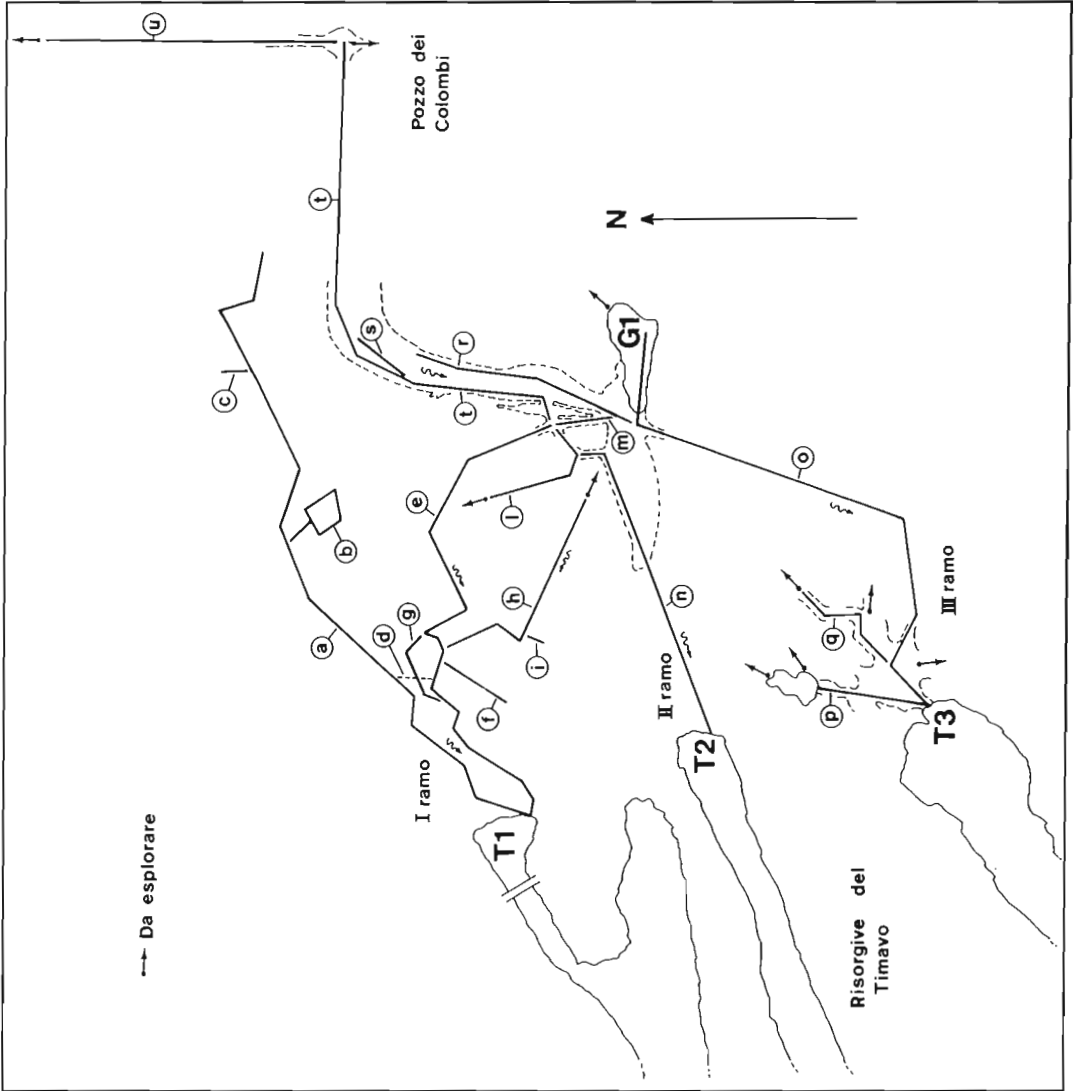 u
Pozzo dei
Colombi
t
N
c
s
r
G1
t
m
b
e
l
o
a
d
g
h
i
n
q
III ramo
f
p
I ramo
II ramo
T1
T2
T3
Da esplorare
Risorgive del
Timavo